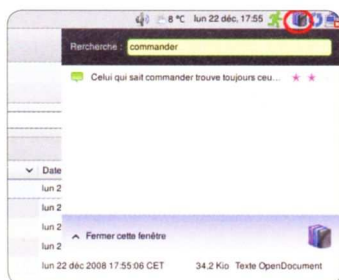 8 °C lun 22 déc, 17:55
Rercherche : commander
Celui qui sait commander trouve toujours ceu...
Date
lun 2
lun 2
lun 2
lun 2
Fermer cette fenêtre
lun 22 déc 2008 17:55:06 CET 34.2 Kio Texte OpenDocument